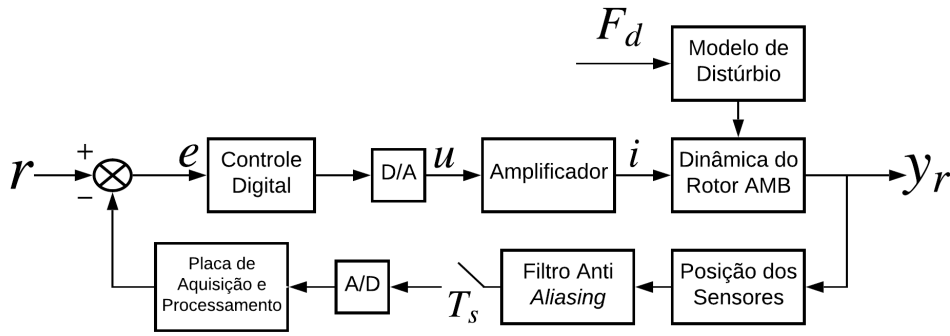 F_d
Modelo de
Distúrbio
r
+
−
e
Controle
Digital
D/A
u
Amplificador
i
Dinâmica do
Rotor AMB
y_r
Placa de
Aquisição e
Processamento
A/D
T_s
Filtro Anti
Aliasing
Posição dos
Sensores